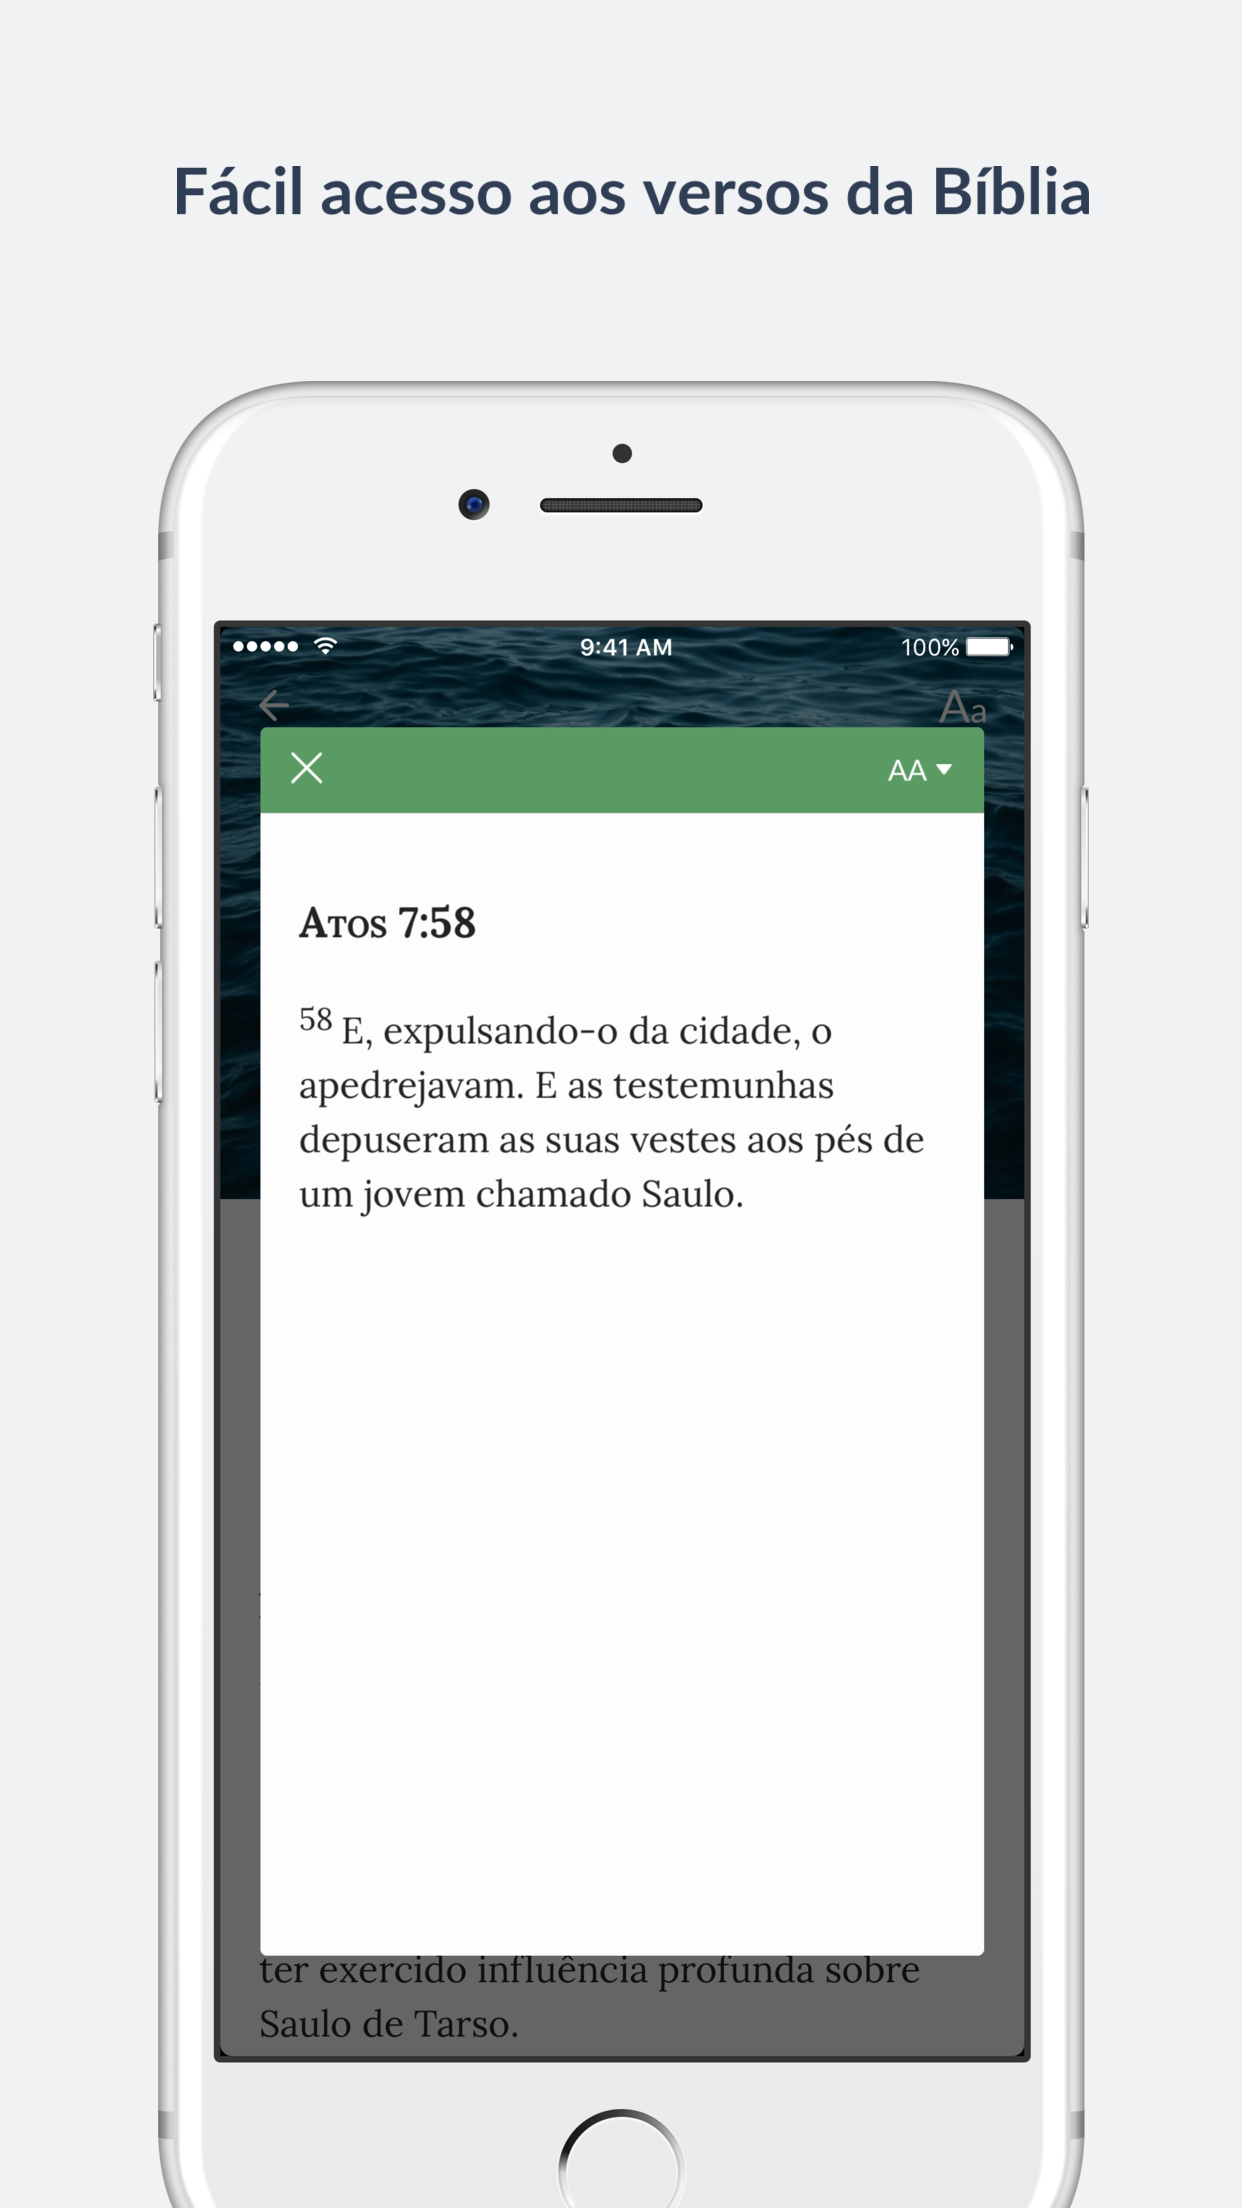 Fácil acesso aos versos da Bíblia
9:41 AM
100%
Aa
AA
Atos 7:58
58 E, expulsando-o da cidade, o
apedrejavam. E as testemunhas
depuseram as suas vestes aos pés de
um jovem chamado Saulo.
ter exercido influência profunda sobre
Saulo de Tarso.